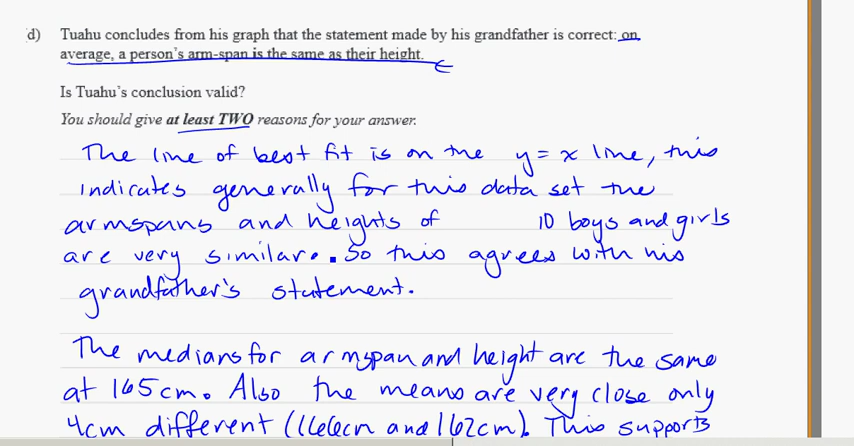 d) Tuahu concludes from his graph that the statement made by his grandfather is correct: on
average, a person's arm-span is the same as their height.
Is Tuahu's conclusion valid?
You should give at least TWO reasons for your answer.
The line of best fit is on the y = x line, this
indicates generally for this data set the
armspans and heights of 10 boys and girls
are very similar. So this agrees with his
grandfather's statement.
The medians for armspan and height are the same
at 165cm. Also the means are very close only
4cm different (166cm and 162cm). This supports